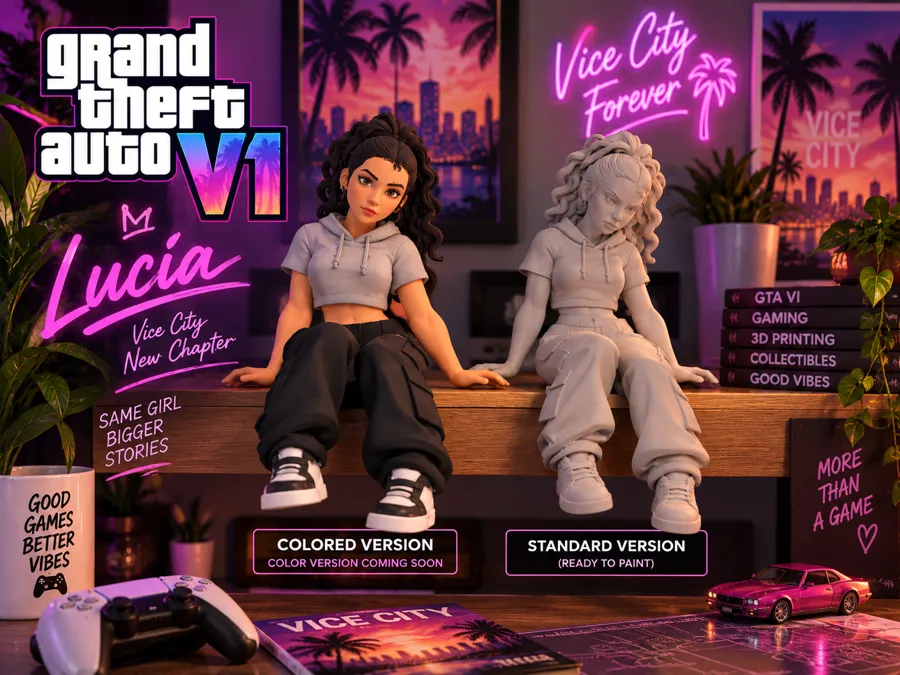 grand
theft
auto
VI
Vice City
Forever
VICE
CITY
Lucia
Vice City
New Chapter
SAME GIRL
BIGGER
STORIES
GTA VI
GAMING
3D PRINTING
COLLECTIBLES
GOOD VIBES
GOOD
GAMES
BETTER
VIBES
MORE
THAN
A GAME
COLORED VERSION
COLOR VERSION COMING SOON
STANDARD VERSION
(READY TO PAINT)
VICE CITY